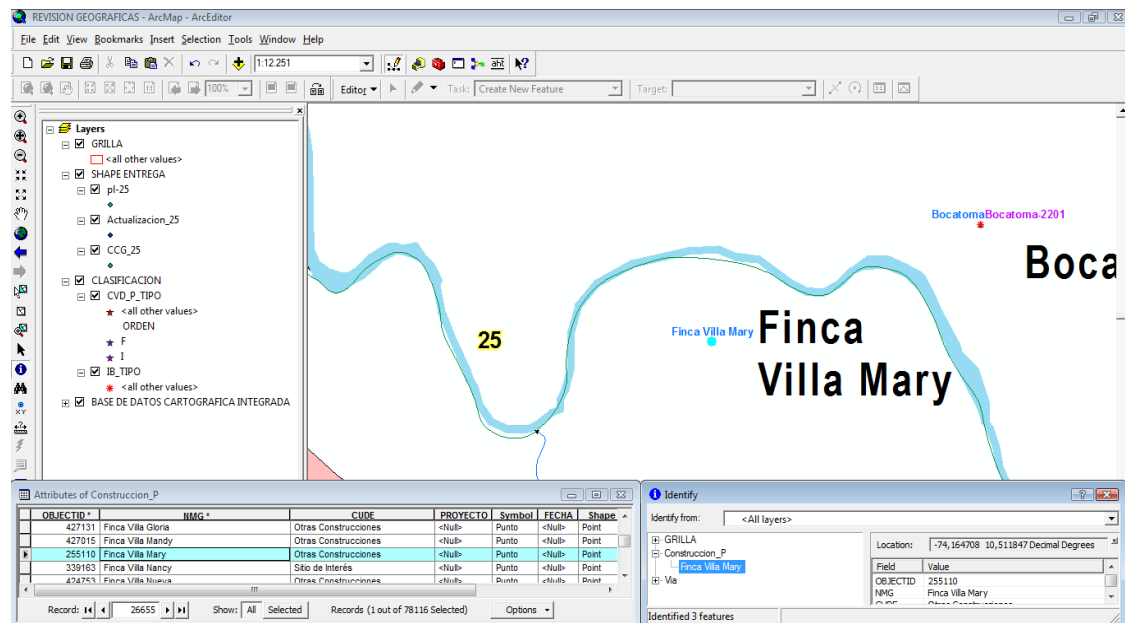 REVISION GEOGRAFICAS - ArcMap - ArcEditor
File Edit View Bookmarks Insert Selection Tools Window Help
1:12.251
100% Editor Task: Create New Feature Target:
Layers
GRILLA
<all other values>
SHAPE ENTREGA
pl-25
Actualizacion_25
CCG_25
CLASIFICACION
CVD_P_TIPO
<all other values>
ORDEN
F
I
IB_TIPO
<all other values>
BASE DE DATOS CARTOGRAFICA INTEGRADA
BocatomaBocatoma-2201
Boca
25
Finca Villa Mary
Finca
Villa Mary
Attributes of Construccion_P
OBJECTID * NMG * CUDE PROYECTO Symbol FECHA Shape
427131 Finca Villa Gloria Otras Construcciones <Null> Punto <Null> Point
427015 Finca Villa Mandy Otras Construcciones <Null> Punto <Null> Point
255110 Finca Villa Mary Otras Construcciones <Null> Punto <Null> Point
339163 Finca Villa Nancy Sitio de Interés <Null> Punto <Null> Point
424753 Finca Villa Nueva Otras Construcciones <Null> Punto <Null> Point
Record: 26655 Show: All Selected Records (1 out of 78116 Selected) Options
Identify
Identify from: <All layers>
GRILLA
Construccion_P
Finca Villa Mary
Via
Location: -74,164708 10,511847 Decimal Degrees
Field Value
OBJECTID 255110
NMG Finca Villa Mary
CUDE Otras Construcciones
Identified 3 features